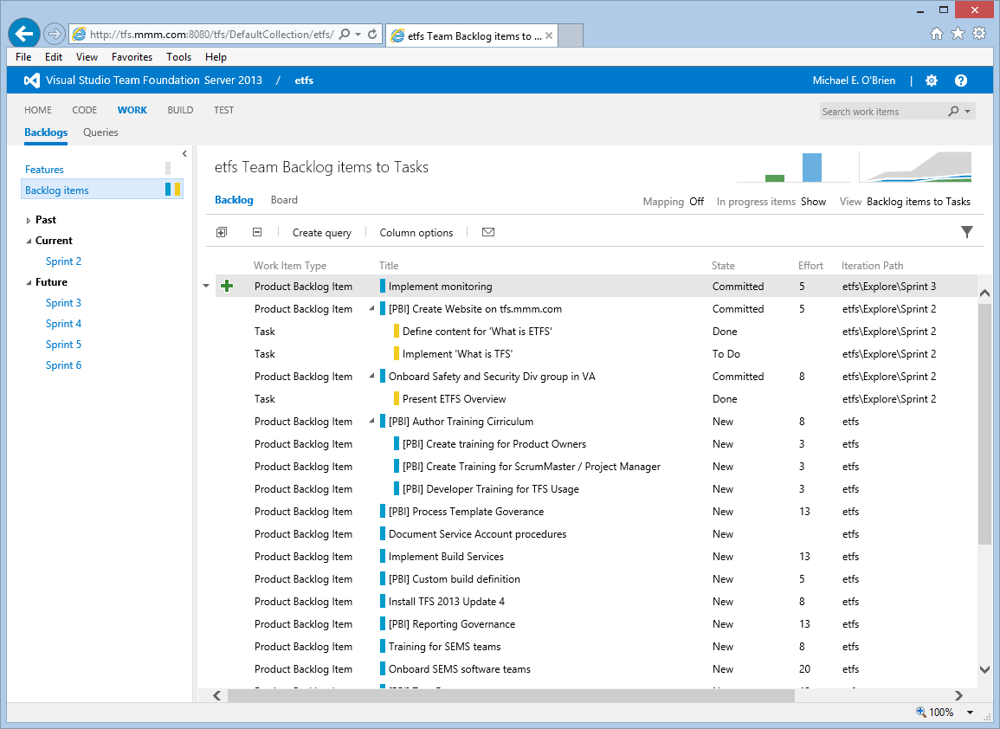 http://tfs.mmm.com:8080/tfs/DefaultCollection/etfs/
etfs Team Backlog items to ...
File Edit View Favorites Tools Help
Visual Studio Team Foundation Server 2013 / etfs
Michael E. O'Brien |
HOME CODE WORK BUILD TEST
Search work items
Backlogs Queries
Features
Backlog items
Past
Current
Sprint 2
Future
Sprint 3
Sprint 4
Sprint 5
Sprint 6
etfs Team Backlog items to Tasks
Backlog Board
Mapping Off In progress items Show View Backlog items to Tasks
Create query Column options
Work Item Type Title State Effort Iteration Path
Product Backlog Item Implement monitoring Committed 5 etfs\Explore\Sprint 3
Product Backlog Item [PBI] Create Website on tfs.mmm.com Committed 5 etfs\Explore\Sprint 2
Task Define content for 'What is ETFS' Done etfs\Explore\Sprint 2
Task Implement 'What is TFS' To Do etfs\Explore\Sprint 2
Product Backlog Item Onboard Safety and Security Div group in VA Committed 8 etfs\Explore\Sprint 2
Task Present ETFS Overview Done etfs\Explore\Sprint 2
Product Backlog Item [PBI] Author Training Cirriculum New 8 etfs
Product Backlog Item [PBI] Create training for Product Owners New 3 etfs
Product Backlog Item [PBI] Create Training for ScrumMaster / Project Manager New 3 etfs
Product Backlog Item [PBI] Developer Training for TFS Usage New 3 etfs
Product Backlog Item [PBI] Process Template Goverance New 13 etfs
Product Backlog Item Document Service Account procedures New etfs
Product Backlog Item Implement Build Services New 13 etfs
Product Backlog Item [PBI] Custom build definition New 5 etfs
Product Backlog Item Install TFS 2013 Update 4 New 8 etfs
Product Backlog Item [PBI] Reporting Governance New 13 etfs
Product Backlog Item Training for SEMS teams New 8 etfs
Product Backlog Item Onboard SEMS software teams New 20 etfs
100%